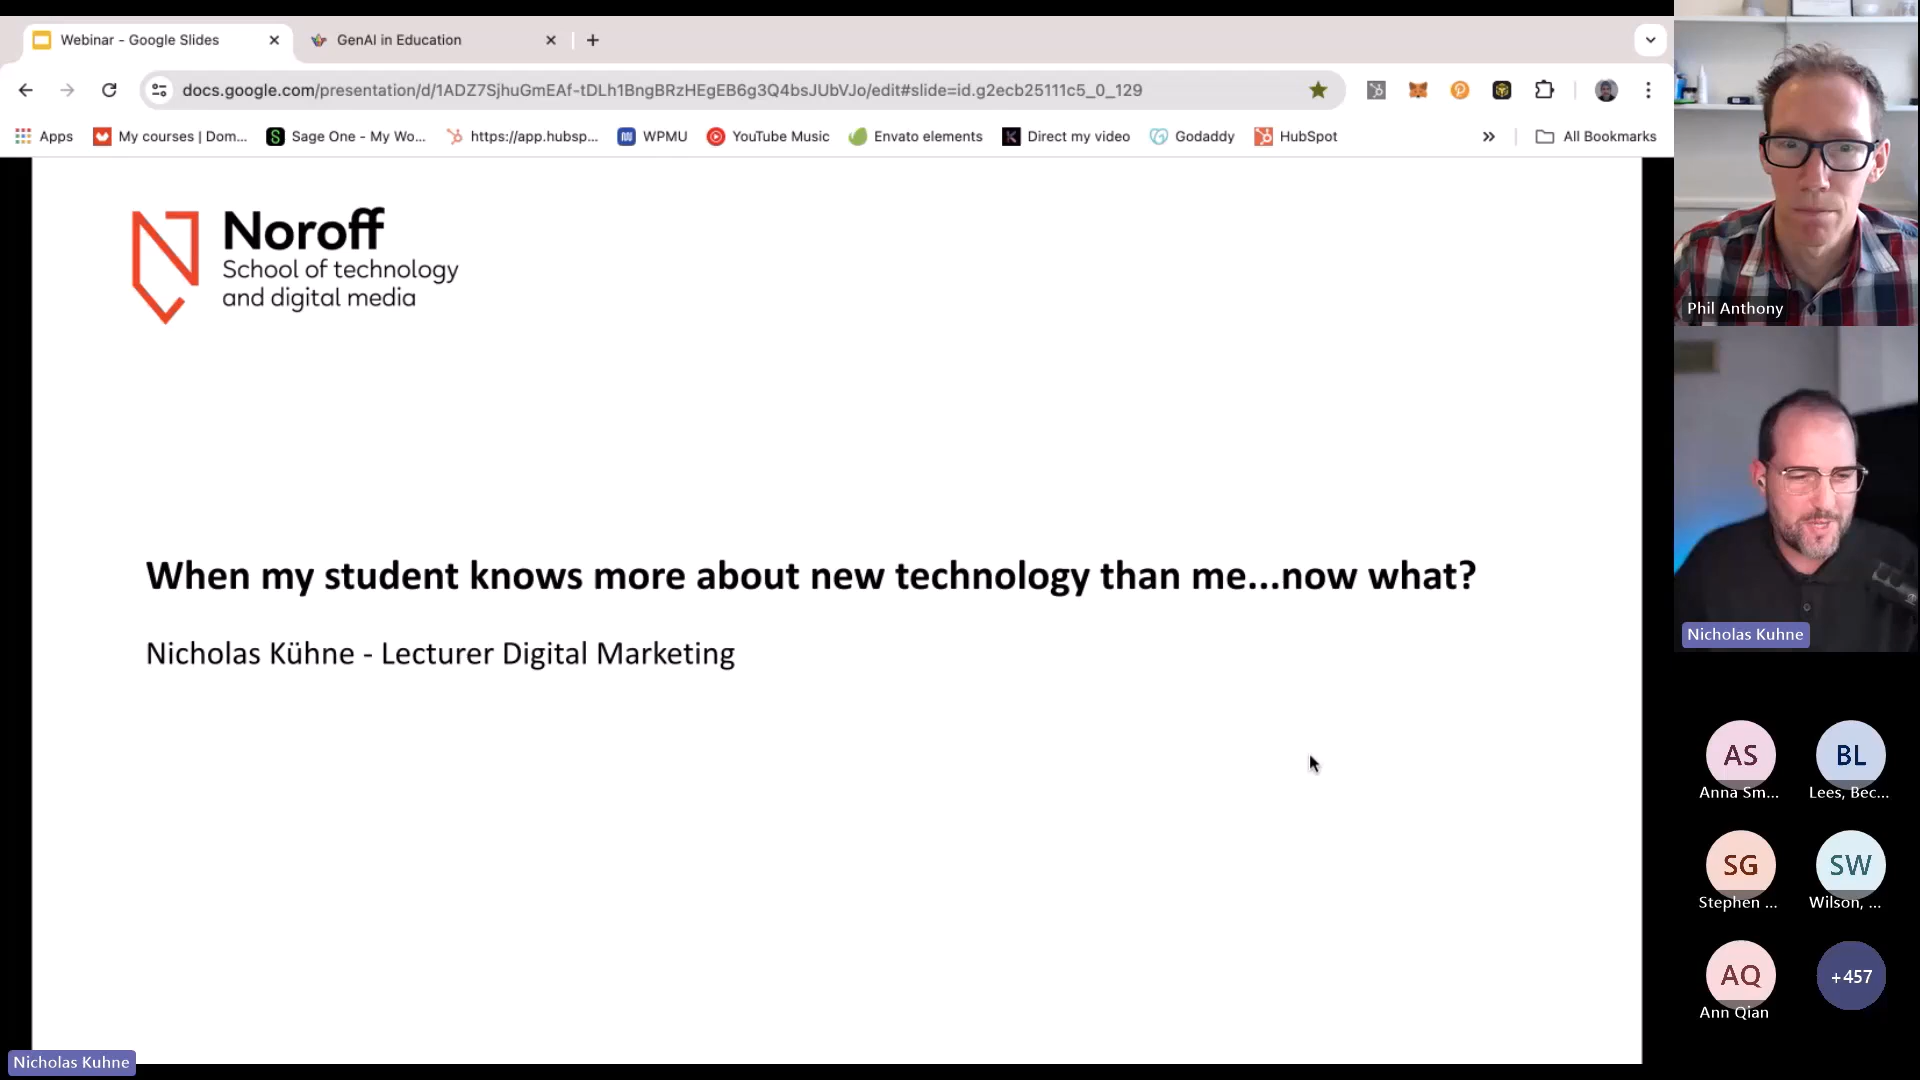 Webinar - Google Slides
GenAI in Education
docs.google.com/presentation/d/1ADZ7SjhuGmEAf-tDLh1BngBRzHEgEB6g3Q4bsJUbVJo/edit#slide=id.g2ecb25111c5_0_129
Apps
My courses | Dom...
Sage One - My Wo...
https://app.hubsp...
WPMU
YouTube Music
Envato elements
Direct my video
Godaddy
HubSpot
All Bookmarks
Noroff
School of technology
and digital media
When my student knows more about new technology than me...now what?
Nicholas Kühne - Lecturer Digital Marketing
Phil Anthony
Nicholas Kuhne
AS
Anna Sm...
BL
Lees, Bec...
SG
Stephen ...
SW
Wilson, ...
AQ
Ann Qian
+457
Nicholas Kuhne